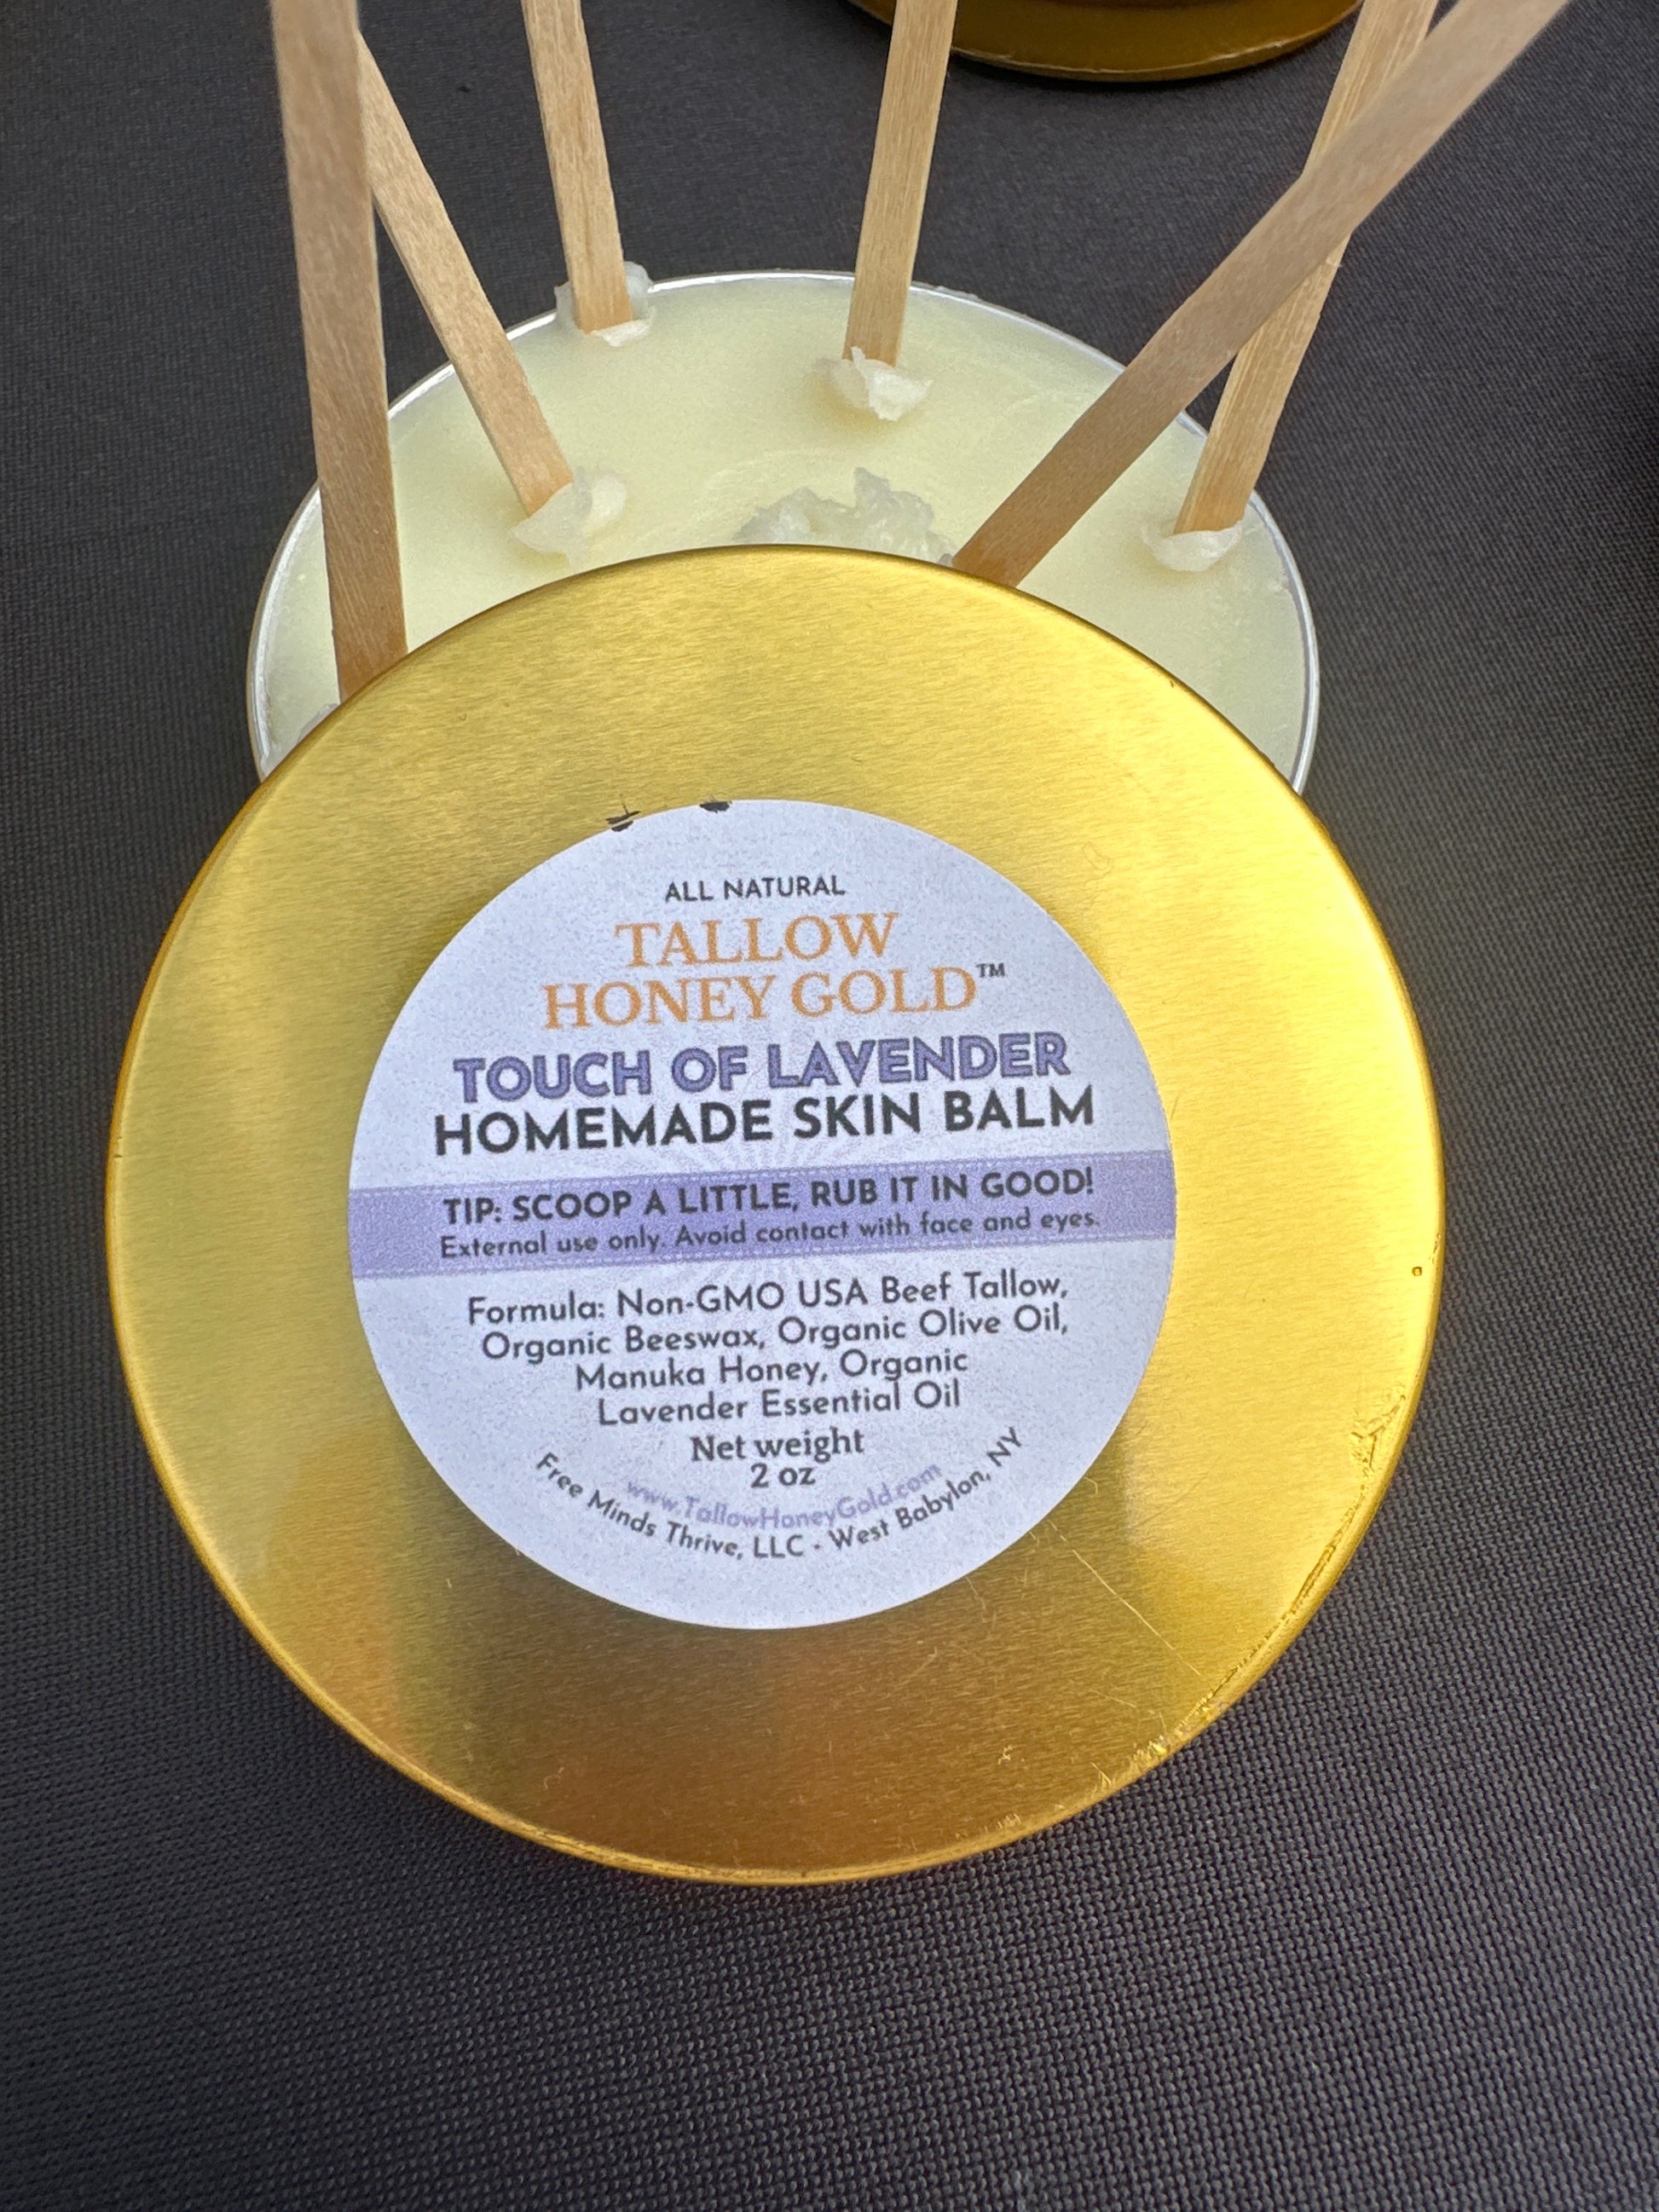 ALL NATURAL
TALLOW
HONEY GOLD™
TOUCH OF LAVENDER
HOMEMADE SKIN BALM
TIP: SCOOP A LITTLE, RUB IT IN GOOD!
External use only. Avoid contact with face and eyes.
Formula: Non-GMO USA Beef Tallow,
Organic Beeswax, Organic Olive Oil,
Manuka Honey, Organic
Lavender Essential Oil
Net weight
2 oz
www.TallowHoneyGold.com
Free Minds Thrive, LLC - West Babylon, NY